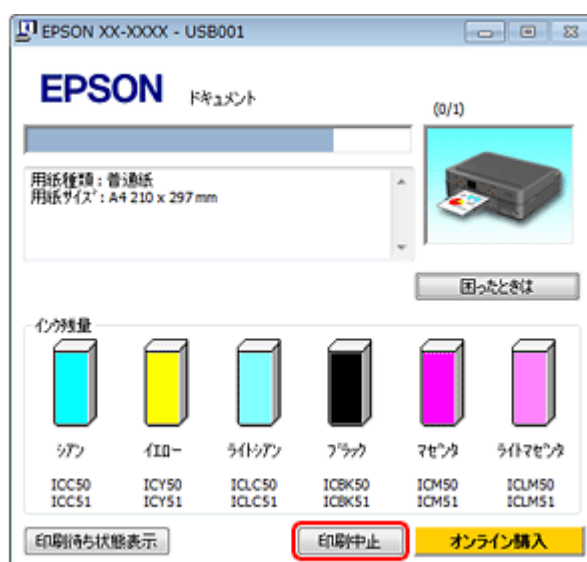 EPSON XX-XXXX - USB001
EPSON ドキュメント
(0/1)
用紙種類 : 普通紙
用紙サイズ : A4 210 x 297 mm
困ったときは
インク残量
シアン イエロー ライトシアン ブラック マゼンタ ライトマゼンタ
ICC50 ICY50 ICLC50 ICBK50 ICM50 ICLM50
ICC51 ICY51 ICLC51 ICBK51 ICM51 ICLM51
印刷待ち状態表示 印刷中止 オンライン購入